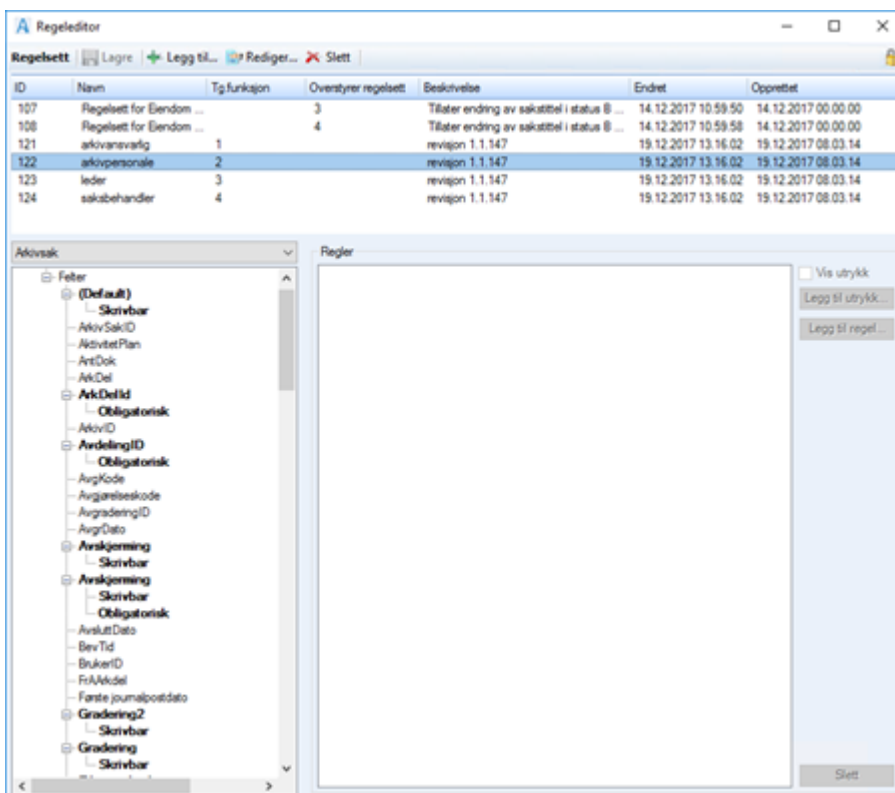 Regeleditor
Regelsett Lagre Legg til... Rediger... Slett
ID Navn Tg.funksjon Overstyrer regelsett Beskrivelse Endret Opprettet
107 Regelsett for Eiendom ... 3 Tillater endring av sakstittel i status B ... 14.12.2017 10.59.50 14.12.2017 00.00.00
108 Regelsett for Eiendom ... 4 Tillater endring av sakstittel i status B ... 14.12.2017 10.59.58 14.12.2017 00.00.00
121 arkivansvarlig 1 revisjon 1.1.147 19.12.2017 13.16.02 19.12.2017 08.03.14
122 arkivpersonale 2 revisjon 1.1.147 19.12.2017 13.16.02 19.12.2017 08.03.14
123 leder 3 revisjon 1.1.147 19.12.2017 13.16.02 19.12.2017 08.03.14
124 saksbehandler 4 revisjon 1.1.147 19.12.2017 13.16.02 19.12.2017 08.03.14
Arkivsak
Regler
Vis utrykk
Legg til utrykk...
Legg til regel...
Felter
(Default)
Skrivbar
ArkivSakID
AktivitetPlan
AntDok
ArkDel
ArkDelId
Obligatorisk
ArkivID
AvdelingID
Obligatorisk
AvgKode
Avgjørelseskode
AvgraderingID
AvgrDato
Avskjerming
Skrivbar
Avskjerming
Skrivbar
Obligatorisk
AvsluttDato
BevTid
BrukerID
FrAArkdel
Første journalpostdato
Gradering2
Skrivbar
Gradering
Skrivbar
Slett